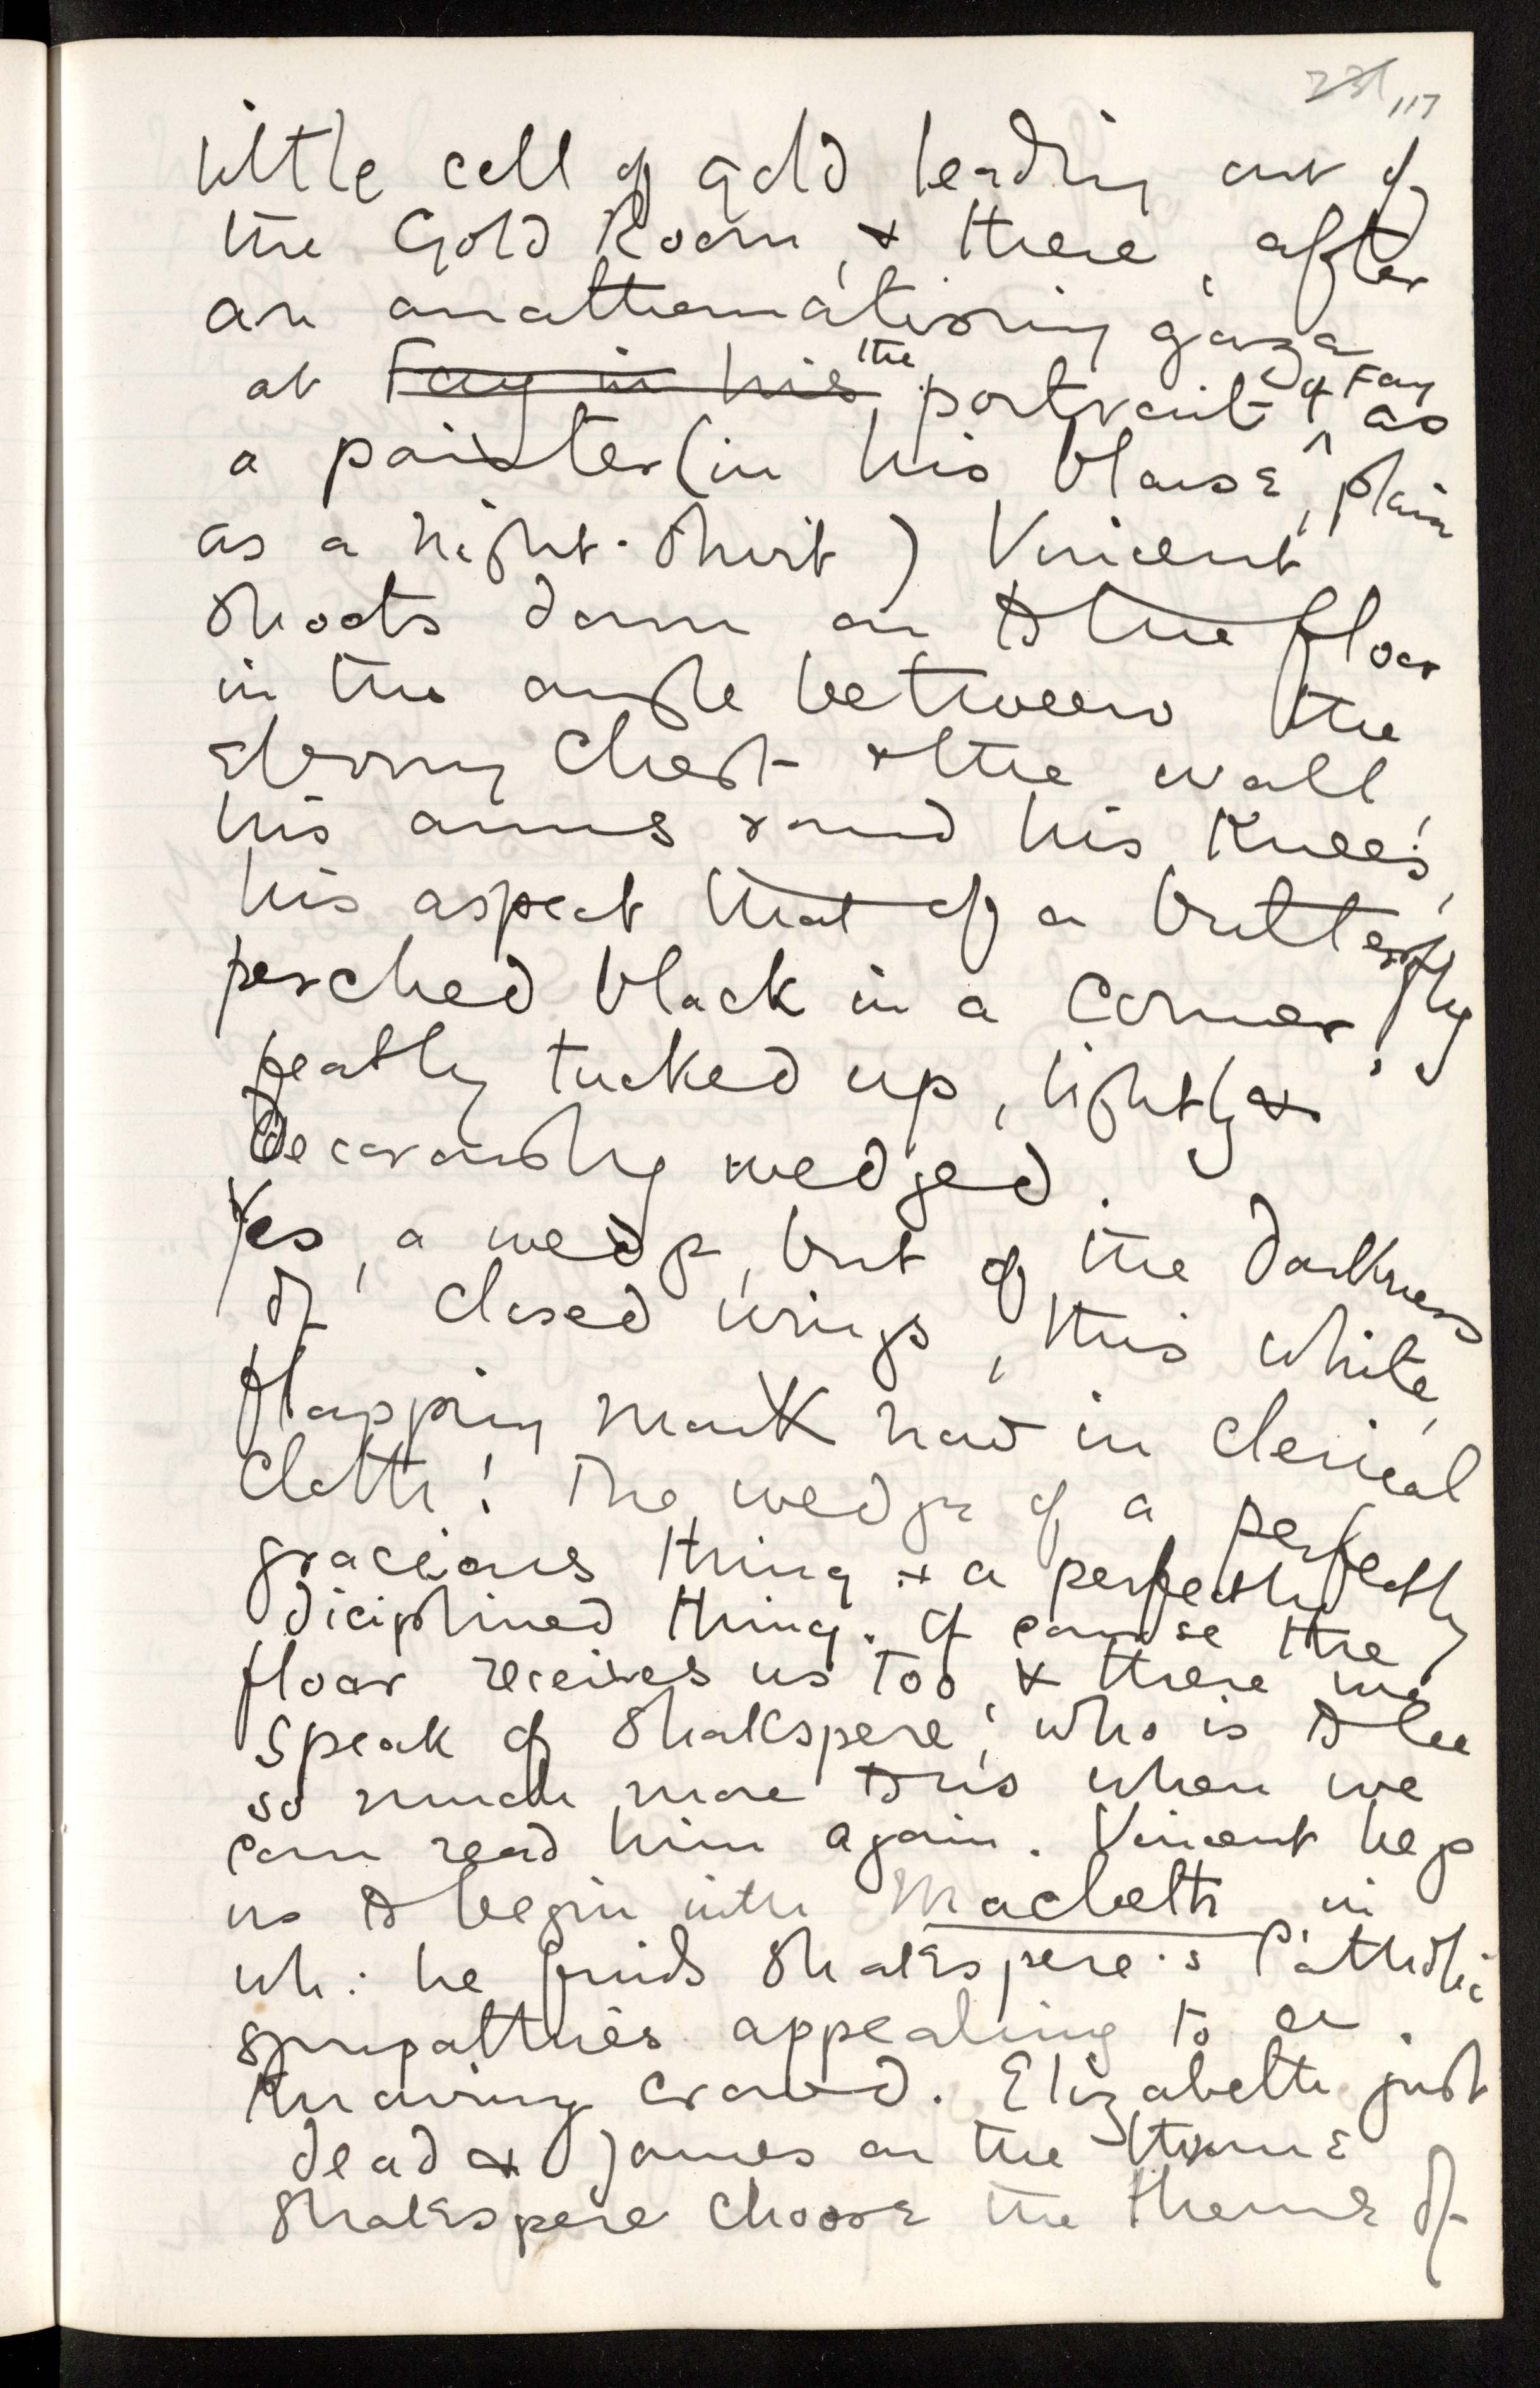 231 117
little cell of gold leading out of
the Gold Room, & there, after
an anathematising gaze
at Fay in his the portrait of Fay as
a painter (in his blouse, plain
as a night-shirt) Vincent
shoots down on to the floor
in the angle between the
ebony chest & the wall,
his arms round his knees,
his aspect that of a butterfly
perched black in a corner,
featly tucked up, lightly &
decorously wedged.
Yes, a wedge, but of the darkness
of closed wings, this white,
flapping monk now in clerical
cloth! The wedge of a perfectly
gracious thing & a perfectly
diciplined thing. Of course the
floor receives us too, & there we
speak of Shakspere, who is to be
so much more to us when we
can read him again. Vincent begs
us to begin with Macbeth in
wh: he finds Shakespere's Catholic
sympathies appealing to a
knowing crowd. Elizabeth just
dead & James on the throne
Shakespere choose the theme of